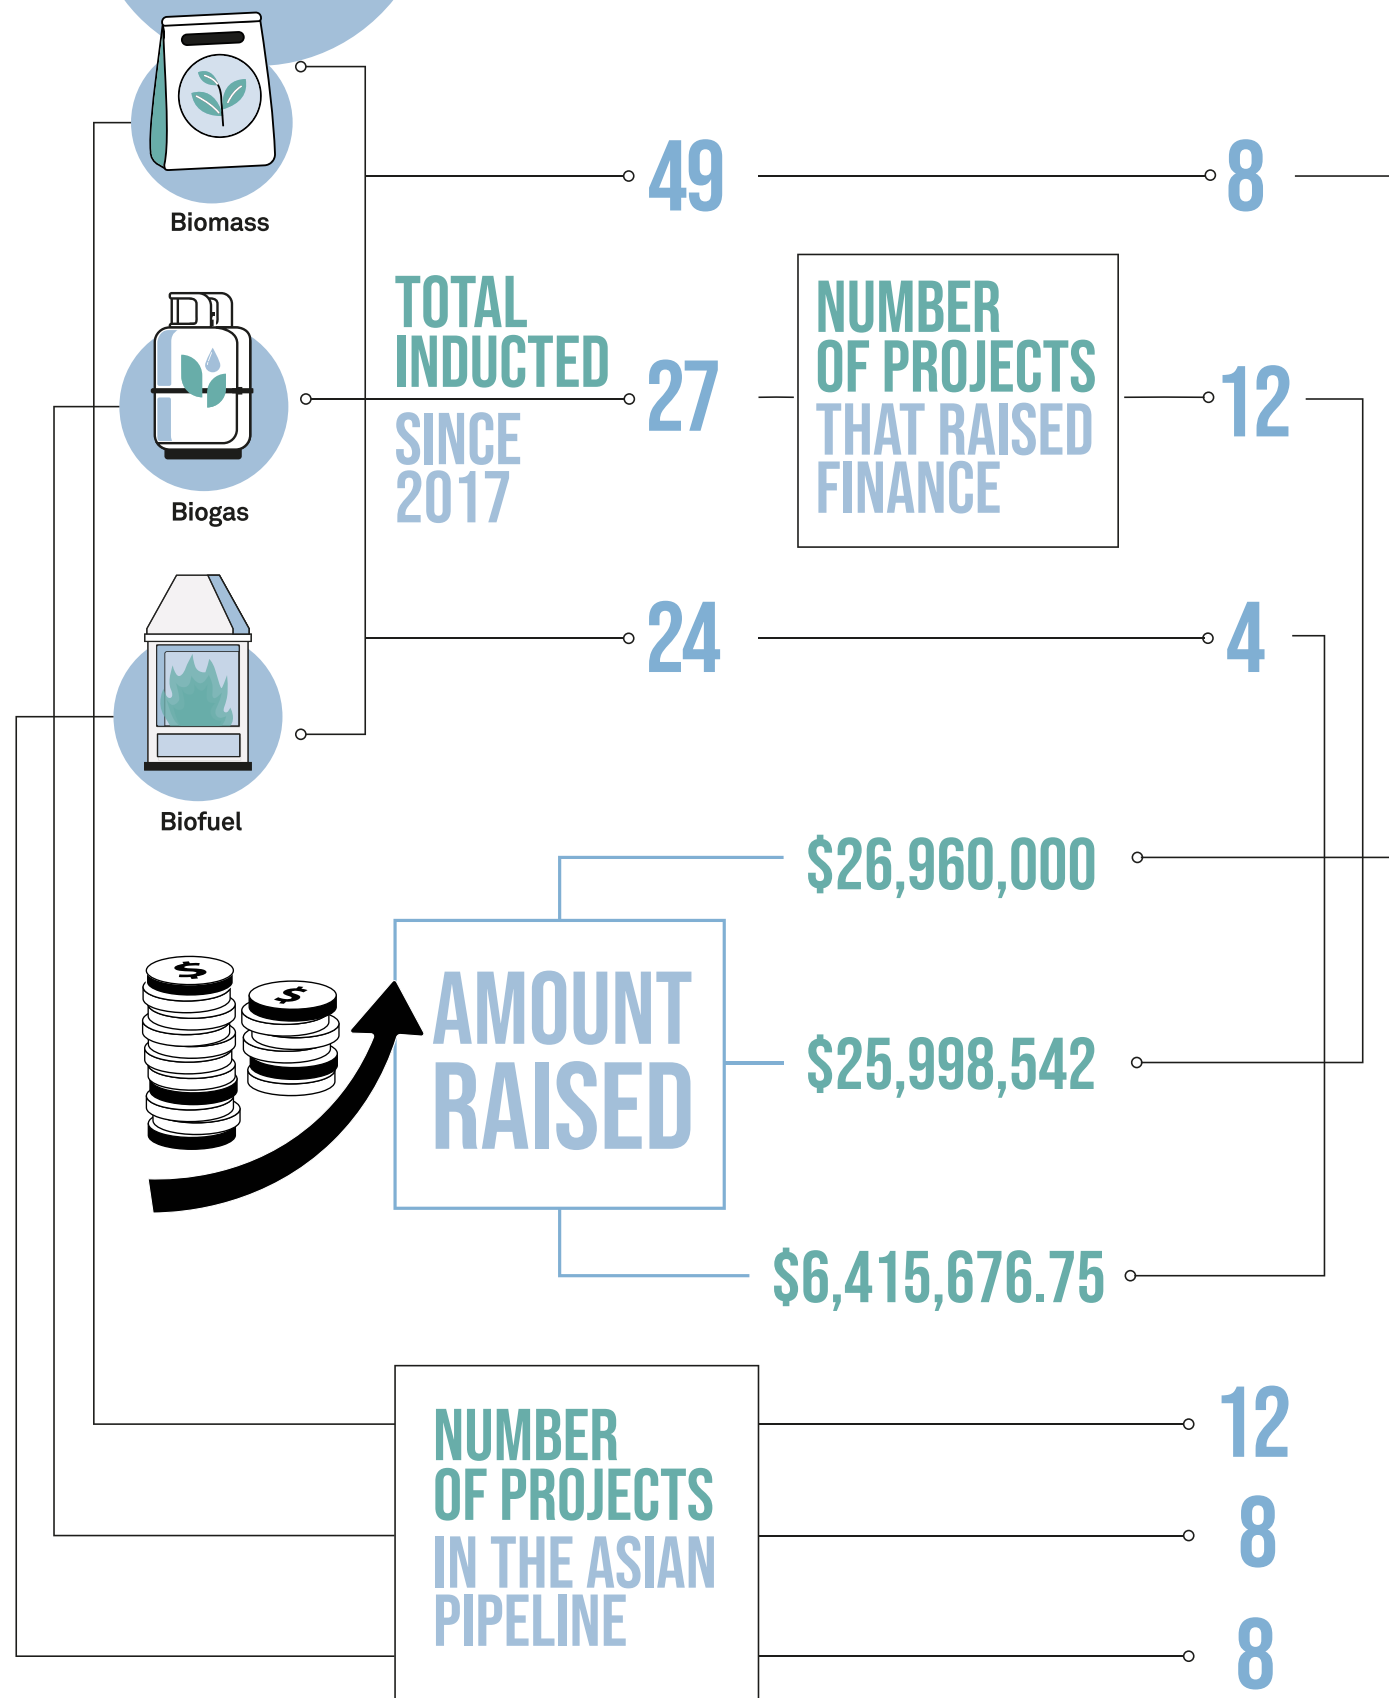 Biomass
49
8
TOTAL
INDUCTED
SINCE
2017
27
NUMBER
OF PROJECTS
THAT RAISED
FINANCE
12
Biogas
24
4
Biofuel
$26,960,000
$ $
AMOUNT
RAISED
$25,998,542
$6,415,676.75
NUMBER
OF PROJECTS
IN THE ASIAN
PIPELINE
12
8
8